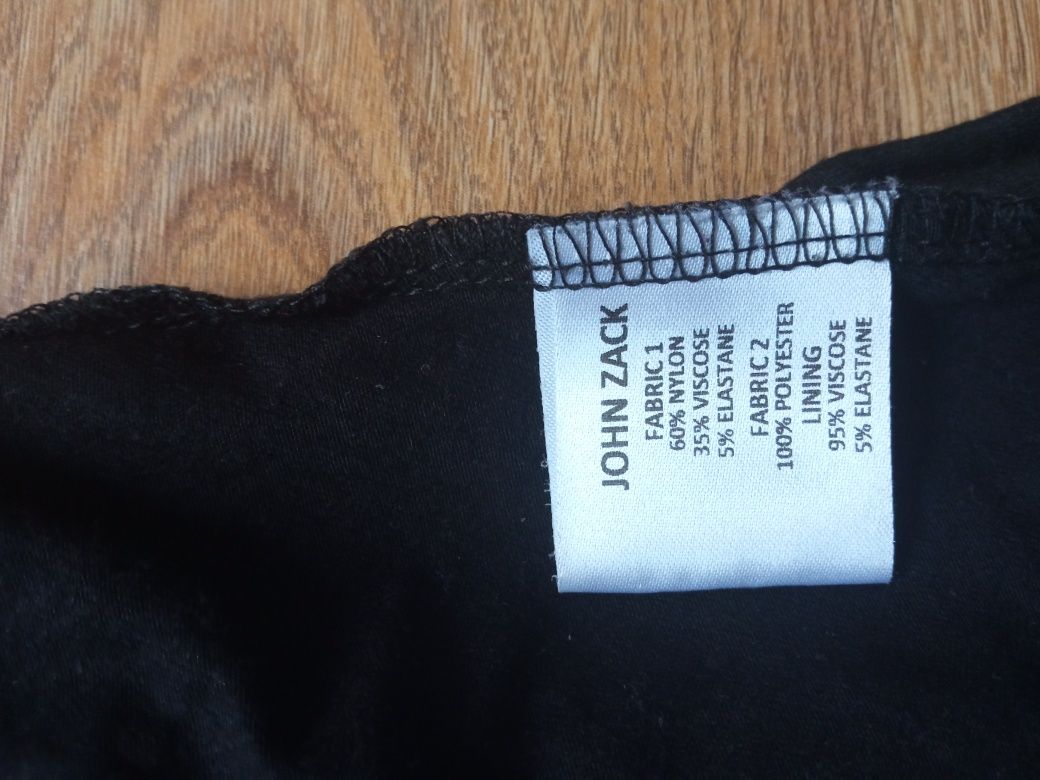 JOHN ZACK
FABRIC 1
60% NYLON
35% VISCOSE
5% ELASTANE
FABRIC 2
100% POLYESTER
LINING
95% VISCOSE
5% ELASTANE